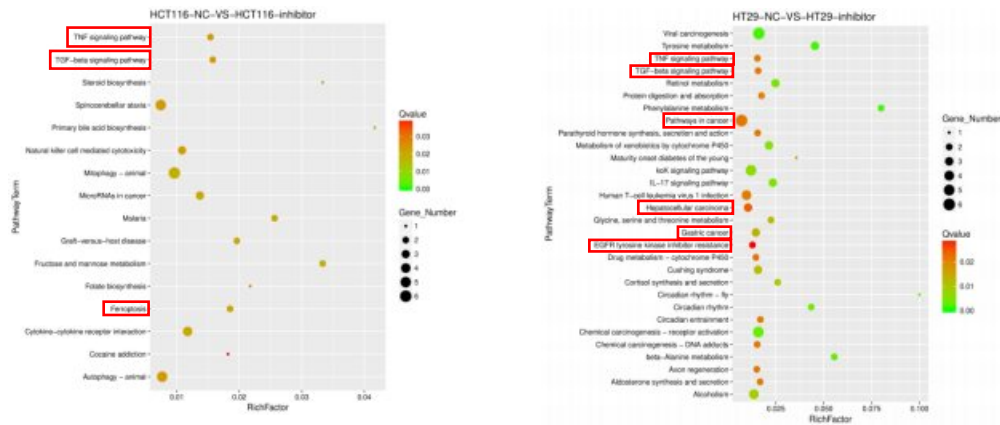 HCT116-NC-VS-HCT116-inhibitor
TNF signaling pathway
TGF-beta signaling pathway
Steroid biosynthesis
Spinocerebellar ataxia
Primary bile acid biosynthesis
Natural killer cell mediated cytotoxicity
Mitophagy - animal
MicroRNAs in cancer
Malaria
Graft-versus-host disease
Fructose and mannose metabolism
Folate biosynthesis
Ferroptosis
Cytokine-cytokine receptor interaction
Cocaine addiction
Autophagy - animal
PathwayTerm
0.01 0.02 0.03 0.04
RichFactor
Qvalue
0.03
0.02
0.01
0.00
Gene_Number
1
2
3
4
5
6
HT29-NC-VS-HT29-inhibitor
Viral carcinogenesis
Tyrosine metabolism
TNF signaling pathway
TGF-beta signaling pathway
Retinol metabolism
Protein digestion and absorption
Phenylalanine metabolism
Pathways in cancer
Parathyroid hormone synthesis, secretion and action
Metabolism of xenobiotics by cytochrome P450
Maturity onset diabetes of the young
signaling pathway
IL-17 signaling pathway
Human T-cell leukemia virus 1 infection
Hepatocellular carcinoma
Glycine, serine and threonine metabolism
Gastric cancer
EGFR tyrosine kinase inhibitor resistance
Drug metabolism - cytochrome P450
Cushing syndrome
Cortisol synthesis and secretion
Circadian rhythm - fly
Circadian rhythm
Circadian entrainment
Chemical carcinogenesis - receptor activation
Chemical carcinogenesis - DNA adducts
beta-Alanine metabolism
Axon regeneration
Aldosterone synthesis and secretion
Alcoholism
PathwayTerm
0.025 0.050 0.075 0.100
RichFactor
Gene_Number
1
2
3
4
5
6
Qvalue
0.02
0.01
0.00